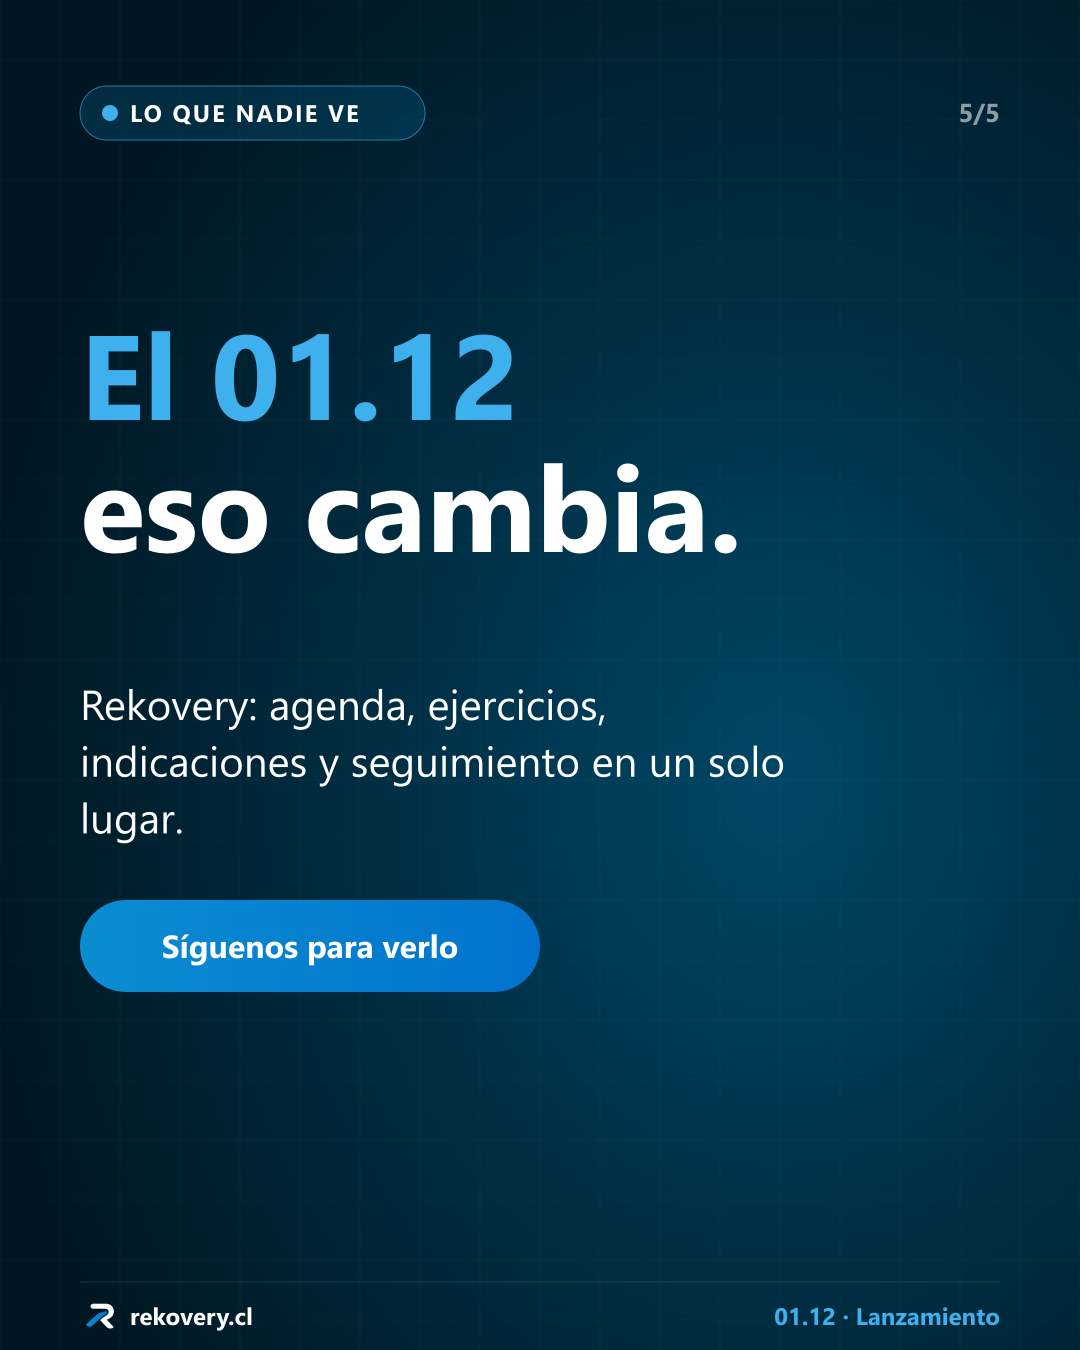 LO QUE NADIE VE
5/5
El 01.12
eso cambia.
Rekovery: agenda, ejercicios,
indicaciones y seguimiento en un solo
lugar.
Síguenos para verlo
rekovery.cl
01.12 · Lanzamiento